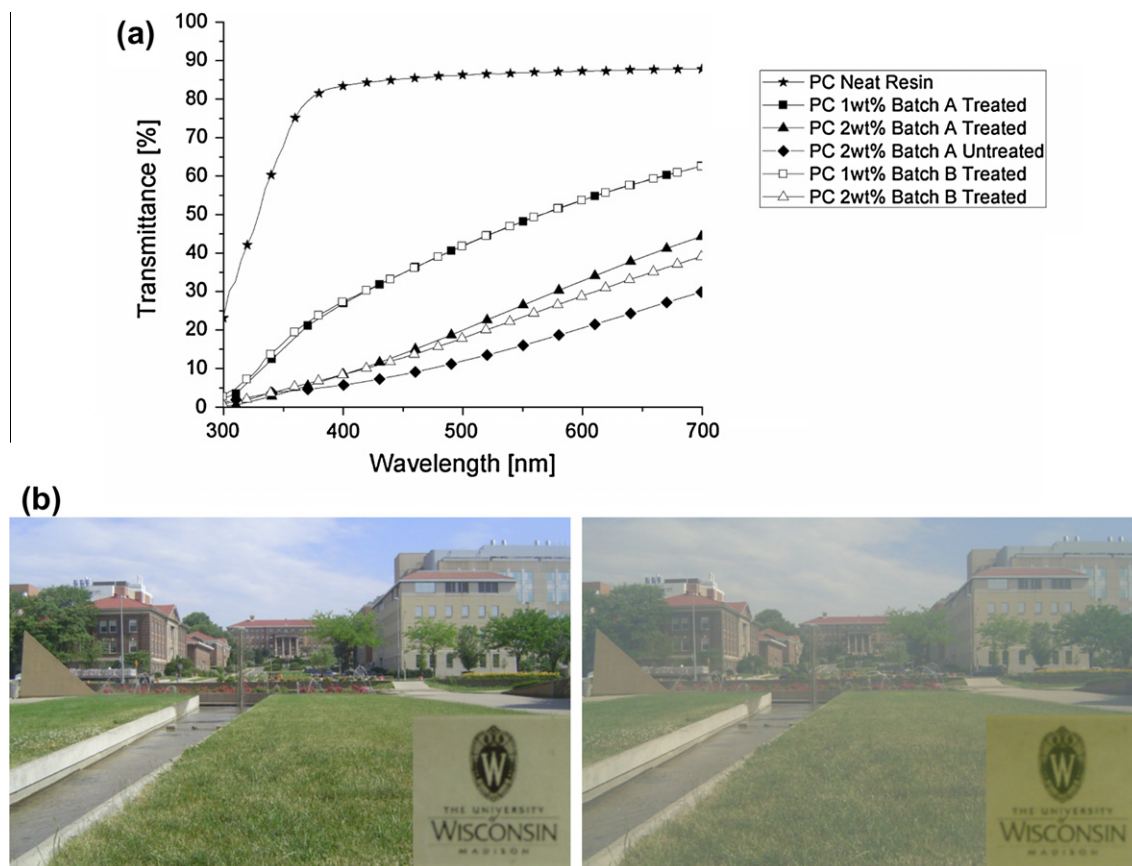 (a)
100
90
80
70
60
50
40
30
20
10
0
Transmittance [%]
300
400
500
600
700
Wavelength [nm]
PC Neat Resin
PC 1wt% Batch A Treated
PC 2wt% Batch A Treated
PC 2wt% Batch A Untreated
PC 1wt% Batch B Treated
PC 2wt% Batch B Treated
(b)
W
THE UNIVERSITY
of
WISCONSIN
MADISON
W
THE UNIVERSITY
of
WISCONSIN
MADISON